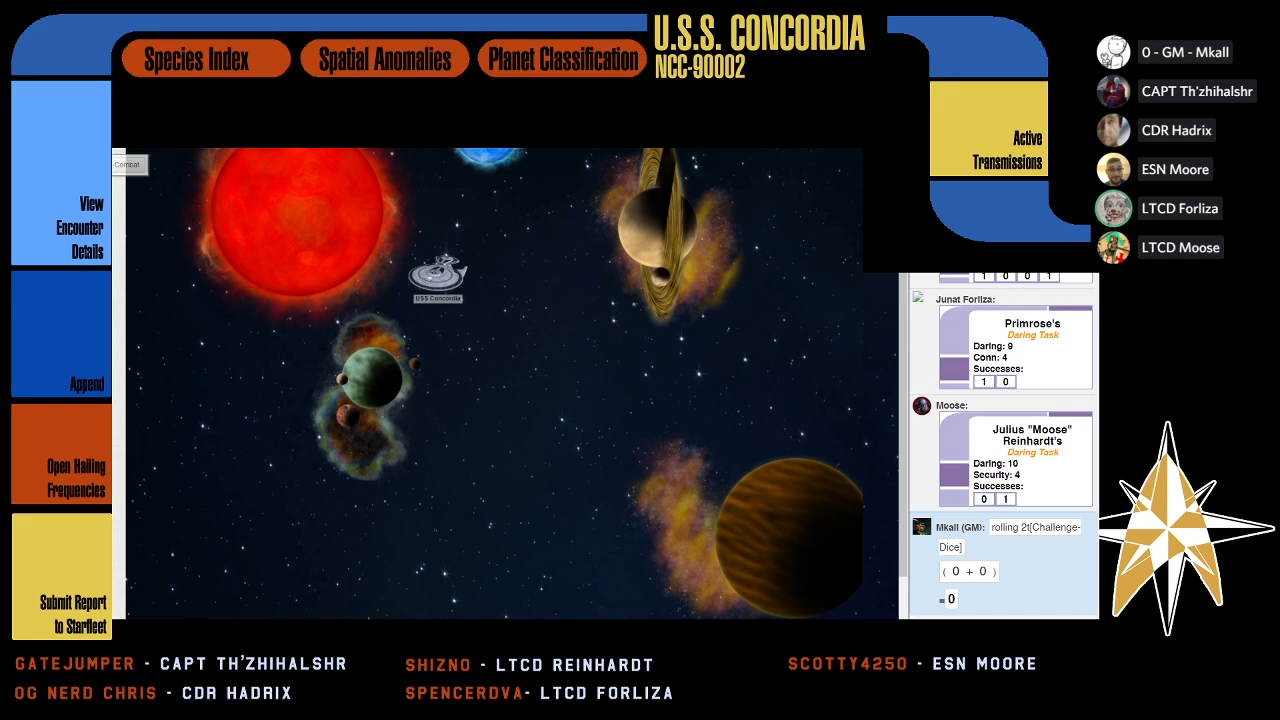 Species Index
Spatial Anomalies
Planet Classification
U.S.S. CONCORDIA
NCC-90002
View
Encounter
Details
Append
Open Hailing
Frequencies
Submit Report
to Starfleet
Active
Transmissions
0 - GM - Mkall
CAPT Th'zhihalshr
CDR Hadrix
ESN Moore
LTCD Forliza
LTCD Moose
-Combat
USS Concordia
1 0 0 1
Junat Forliza:
Primrose's
Daring Task
Daring: 9
Conn: 4
Successes:
1 0
Moose:
Julius "Moose"
Reinhardt's
Daring Task
Daring: 10
Security: 4
Successes:
0 1
Mkall (GM): rolling 2t[Challenge-
Dice]
( 0 + 0 )
=0
GATEJUMPER - CAPT TH'ZHIHALSHR
SHIZNO - LTCD REINHARDT
SCOTTY4250 - ESN MOORE
OG NERD CHRIS - CDR HADRIX
SPENCERDVA- LTCD FORLIZA